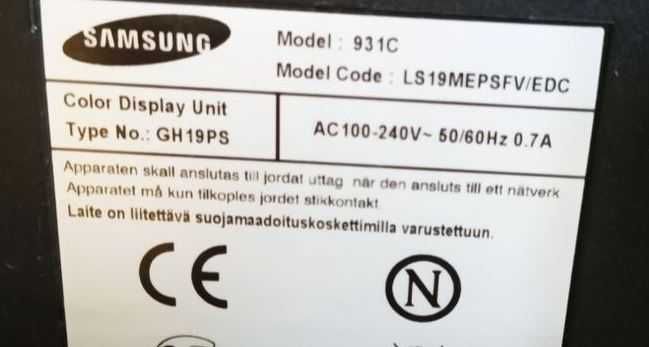 SAMSUNG
Model : 931C
Model Code : LS19MEPSFV/EDC
Color Display Unit
Type No.: GH19PS
AC100-240V~ 50/60Hz 0.7A
Apparaten skall anslutas till jordat uttag när den ansluts till ett nätverk
Apparatet må kun tilkoples jordet stikkontakt
Laite on liitettävä suojamaadoituskoskettimilla varustettuun.
CE
N